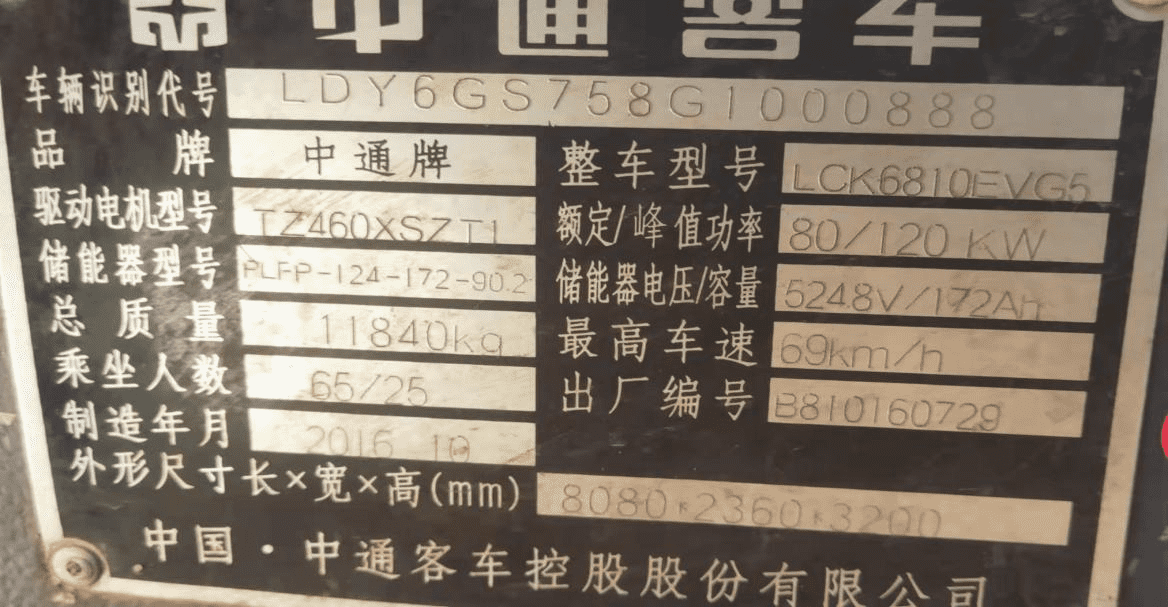 中通客车
车辆识别代号 LDY6GS758G1000888
品牌 中通牌 整车型号 LCK6810EVG5
驱动电机型号 TZ460XSZT1 额定/峰值功率 80/120 KW
储能器型号 PLFP-124-172-90.2 储能器电压/容量 524.8V/172Ah
总质量 11840kg 最高车速 69km/h
乘坐人数 65/25 出厂编号 B810160729
制造年月 2016 10
外形尺寸长×宽×高(mm) 8080×2360×3200
中国·中通客车控股股份有限公司